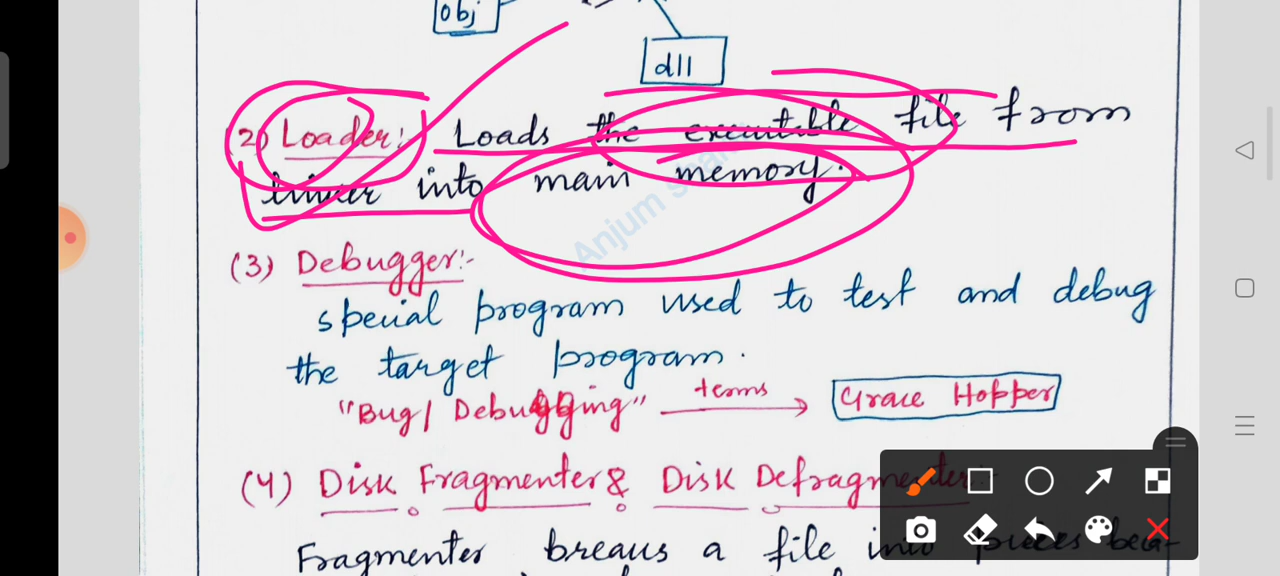 obj
dll
(2) Loader:- Loads the executable file from
linker into main memory.
(3) Debugger:-
special program used to test and debug
the target program.
"Bug/ Debugging" terms Grace Hopper
(4) Disk Fragmenter & Disk Defragmenter:-
Fragmenter breaks a file into pieces
Anjum